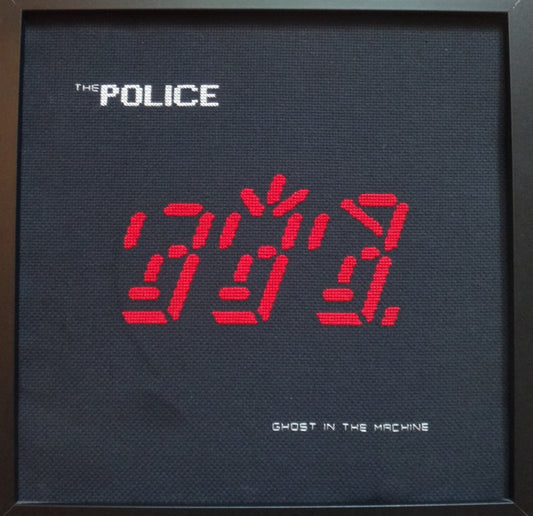 THE POLICE
GHOST IN THE MACHINE